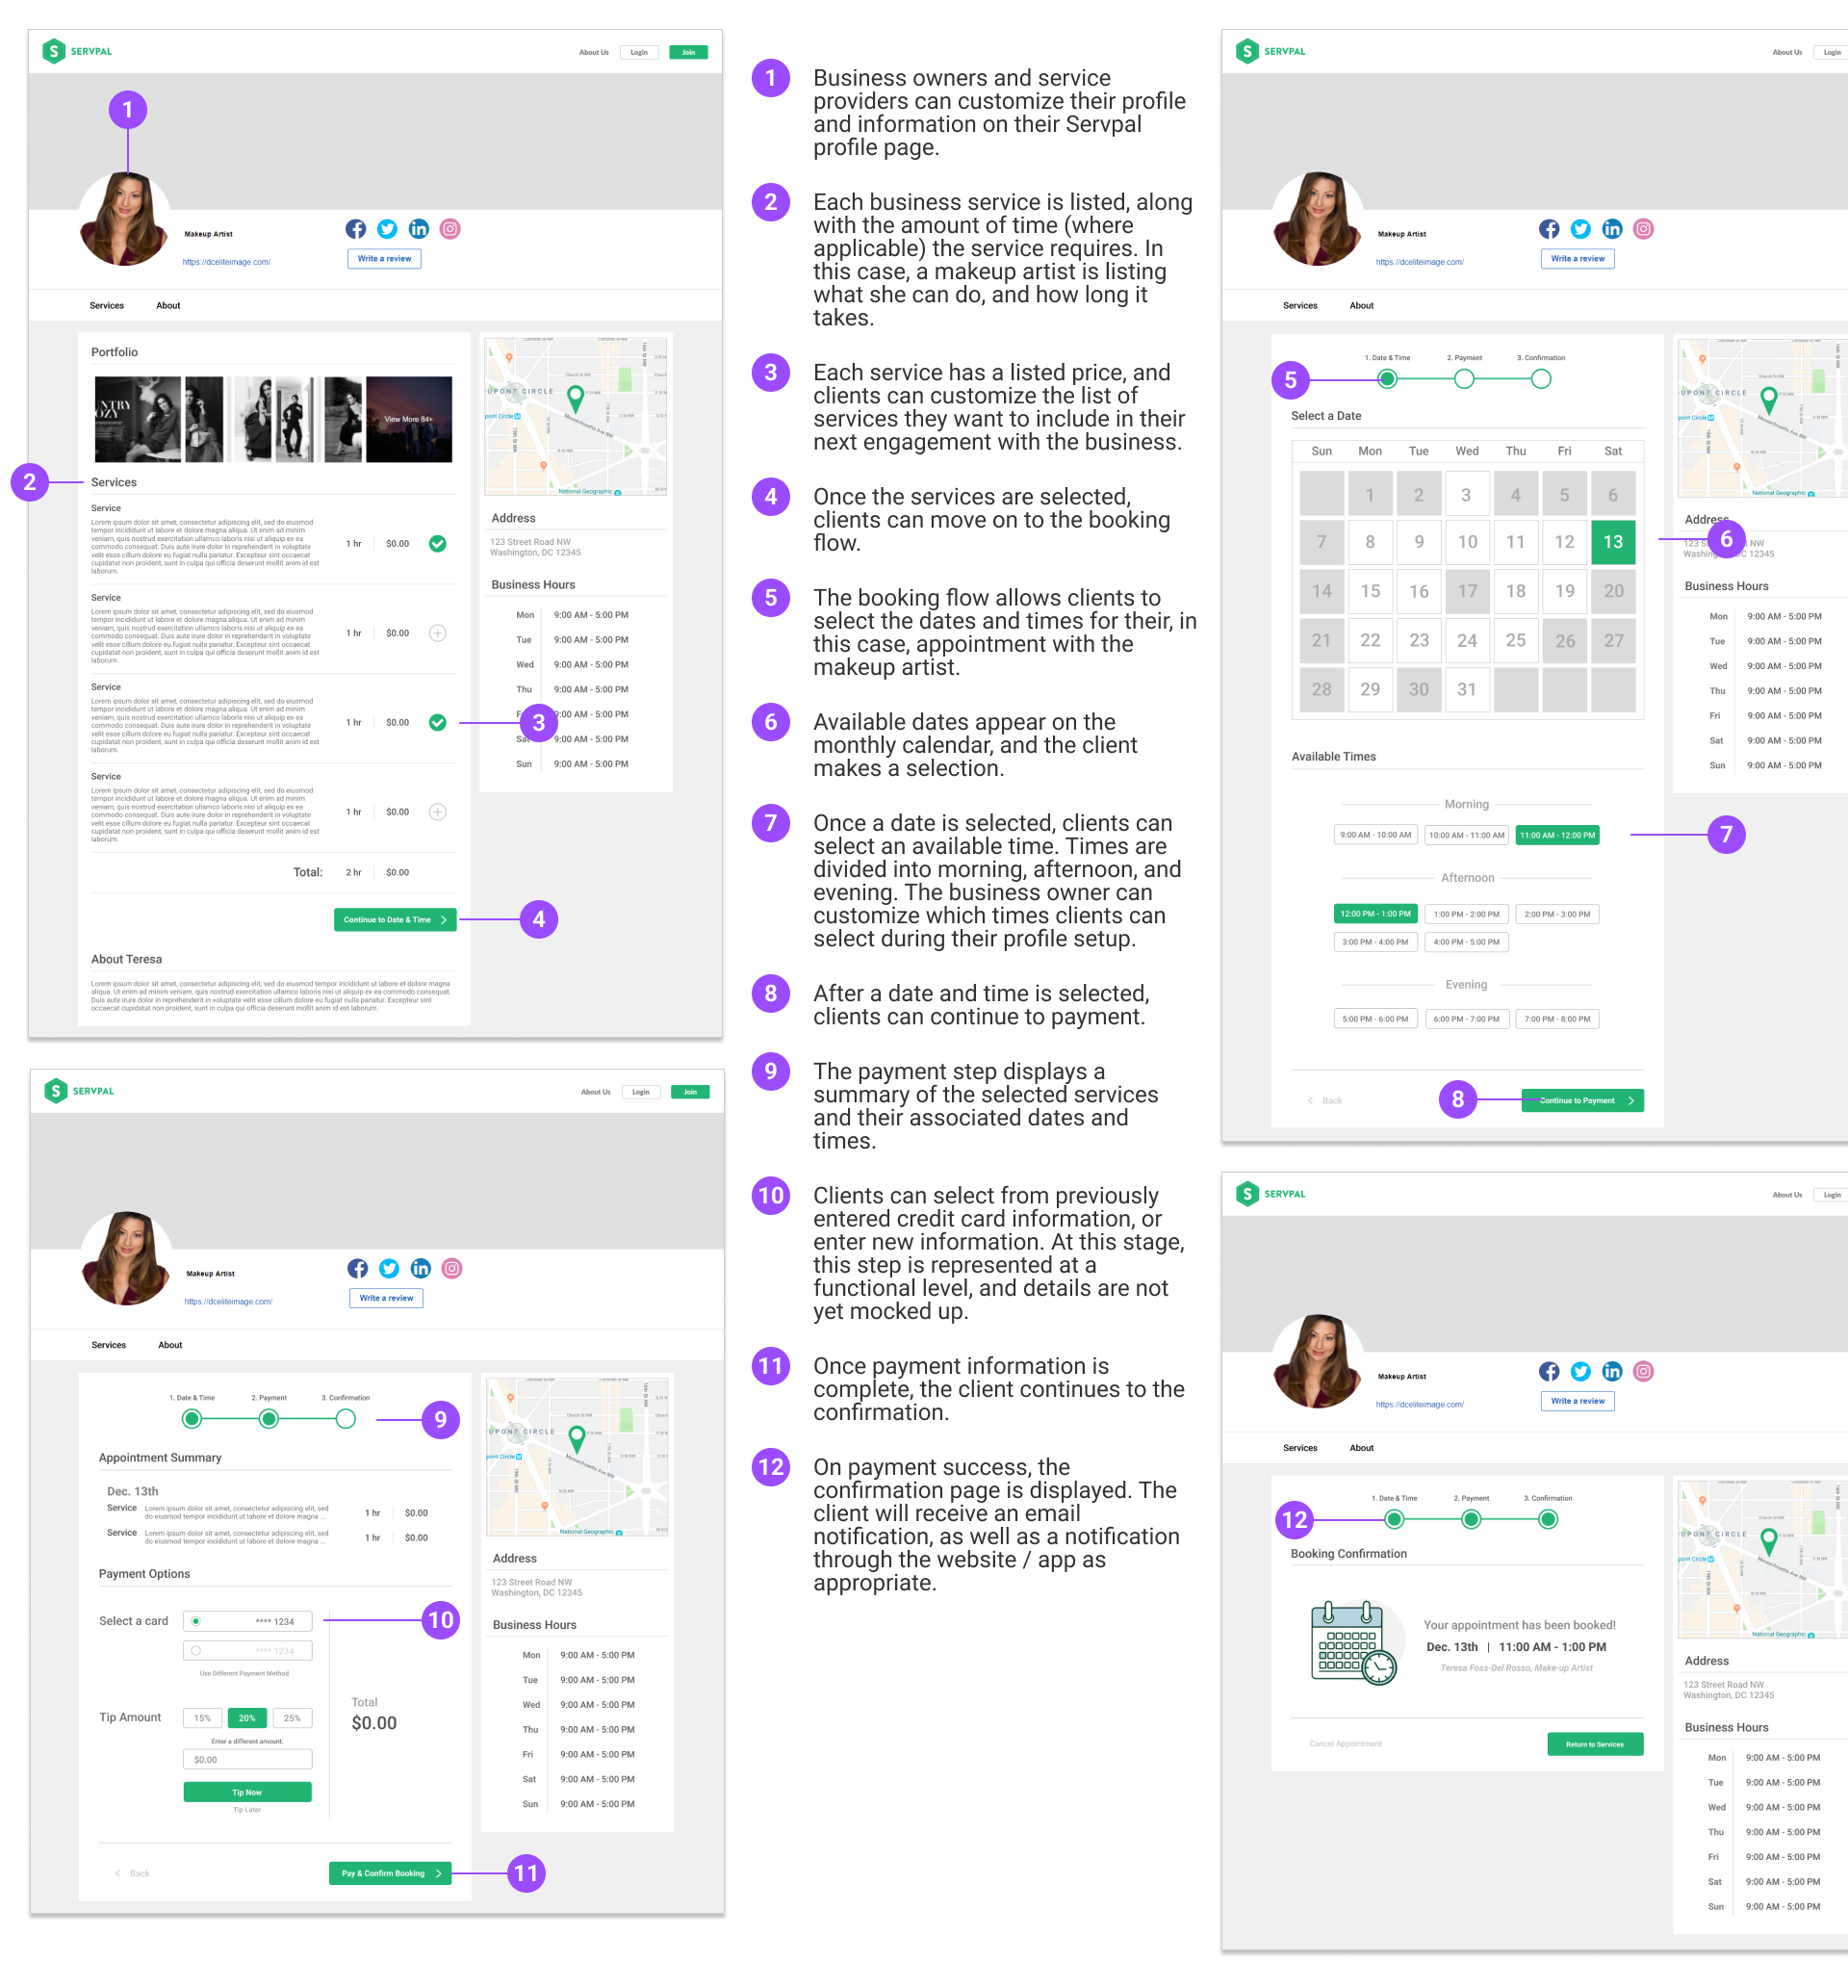 SERVPAL
About Us
Login
Join
1
Makeup Artist
https://dceliteimage.com/
Write a review
Services
About
Portfolio
View More 84+
2
Services
Service
Lorem ipsum dolor sit amet, consectetur adipiscing elit, sed do eiusmod
tempor incididunt ut labore et dolore magna aliqua. Ut enim ad minim
veniam, quis nostrud exercitation ullamco laboris nisi ut aliquip ex ea
commodo consequat. Duis aute irure dolor in reprehenderit in voluptate
velit esse cillum dolore eu fugiat nulla pariatur. Excepteur sint occaecat
cupidatat non proident, sunt in culpa qui officia deserunt mollit anim id est
laborum.
1 hr
$0.00
Service
Lorem ipsum dolor sit amet, consectetur adipiscing elit, sed do eiusmod
tempor incididunt ut labore et dolore magna aliqua. Ut enim ad minim
veniam, quis nostrud exercitation ullamco laboris nisi ut aliquip ex ea
commodo consequat. Duis aute irure dolor in reprehenderit in voluptate
velit esse cillum dolore eu fugiat nulla pariatur. Excepteur sint occaecat
cupidatat non proident, sunt in culpa qui officia deserunt mollit anim id est
laborum.
1 hr
$0.00
Service
Lorem ipsum dolor sit amet, consectetur adipiscing elit, sed do eiusmod
tempor incididunt ut labore et dolore magna aliqua. Ut enim ad minim
veniam, quis nostrud exercitation ullamco laboris nisi ut aliquip ex ea
commodo consequat. Duis aute irure dolor in reprehenderit in voluptate
velit esse cillum dolore eu fugiat nulla pariatur. Excepteur sint occaecat
cupidatat non proident, sunt in culpa qui officia deserunt mollit anim id est
laborum.
1 hr
$0.00
3
Service
Lorem ipsum dolor sit amet, consectetur adipiscing elit, sed do eiusmod
tempor incididunt ut labore et dolore magna aliqua. Ut enim ad minim
veniam, quis nostrud exercitation ullamco laboris nisi ut aliquip ex ea
commodo consequat. Duis aute irure dolor in reprehenderit in voluptate
velit esse cillum dolore eu fugiat nulla pariatur. Excepteur sint occaecat
cupidatat non proident, sunt in culpa qui officia deserunt mollit anim id est
laborum.
1 hr
$0.00
Total: 2 hr $0.00
Continue to Date & Time
4
About Teresa
Lorem ipsum dolor sit amet, consectetur adipiscing elit, sed do eiusmod tempor incididunt ut labore et dolore magna
aliqua. Ut enim ad minim veniam, quis nostrud exercitation ullamco laboris nisi ut aliquip ex ea commodo consequat.
Duis aute irure dolor in reprehenderit in voluptate velit esse cillum dolore eu fugiat nulla pariatur. Excepteur sint
occaecat cupidatat non proident, sunt in culpa qui officia deserunt mollit anim id est laborum.
UPONT CIRCLE
Massachusetts Ave NW
National Geographic
Address
123 Street Road NW
Washington, DC 12345
Business Hours
Mon 9:00 AM - 5:00 PM
Tue 9:00 AM - 5:00 PM
Wed 9:00 AM - 5:00 PM
Thu 9:00 AM - 5:00 PM
F :00 AM - 5:00 PM
Sat 9:00 AM - 5:00 PM
Sun 9:00 AM - 5:00 PM
SERVPAL
About Us
Login
Join
Makeup Artist
https://dceliteimage.com/
Write a review
Services
About
1. Date & Time
2. Payment
3. Confirmation
9
Appointment Summary
Dec. 13th
Service
Lorem ipsum dolor sit amet, consectetur adipiscing elit, sed
do eiusmod tempor incididunt ut labore et dolore magna ...
1 hr
$0.00
Service
Lorem ipsum dolor sit amet, consectetur adipiscing elit, sed
do eiusmod tempor incididunt ut labore et dolore magna ...
1 hr
$0.00
Payment Options
Select a card
**** 1234
10
**** 1234
Use Different Payment Method
Tip Amount
15%
20%
25%
Enter a different amount:
$0.00
Tip Now
Tip Later
Total
$0.00
Back
Pay & Confirm Booking
11
UPONT CIRCLE
Massachusetts Ave NW
National Geographic
Address
123 Street Road NW
Washington, DC 12345
Business Hours
Mon 9:00 AM - 5:00 PM
Tue 9:00 AM - 5:00 PM
Wed 9:00 AM - 5:00 PM
Thu 9:00 AM - 5:00 PM
Fri 9:00 AM - 5:00 PM
Sat 9:00 AM - 5:00 PM
Sun 9:00 AM - 5:00 PM
1 Business owners and service
providers can customize their profile
and information on their Servpal
profile page.
2 Each business service is listed, along
with the amount of time (where
applicable) the service requires. In
this case, a makeup artist is listing
what she can do, and how long it
takes.
3 Each service has a listed price, and
clients can customize the list of
services they want to include in their
next engagement with the business.
4 Once the services are selected,
clients can move on to the booking
flow.
5 The booking flow allows clients to
select the dates and times for their, in
this case, appointment with the
makeup artist.
6 Available dates appear on the
monthly calendar, and the client
makes a selection.
7 Once a date is selected, clients can
select an available time. Times are
divided into morning, afternoon, and
evening. The business owner can
customize which times clients can
select during their profile setup.
8 After a date and time is selected,
clients can continue to payment.
9 The payment step displays a
summary of the selected services
and their associated dates and
times.
10 Clients can select from previously
entered credit card information, or
enter new information. At this stage,
this step is represented at a
functional level, and details are not
yet mocked up.
11 Once payment information is
complete, the client continues to the
confirmation.
12 On payment success, the
confirmation page is displayed. The
client will receive an email
notification, as well as a notification
through the website / app as
appropriate.
SERVPAL
About Us
Login
Makeup Artist
https://dceliteimage.com/
Write a review
Services
About
1. Date & Time
2. Payment
3. Confirmation
5
Select a Date
Sun Mon Tue Wed Thu Fri Sat
1 2 3 4 5 6
7 8 9 10 11 12 13
14 15 16 17 18 19 20
21 22 23 24 25 26 27
28 29 30 31
6
Available Times
Morning
9:00 AM - 10:00 AM
10:00 AM - 11:00 AM
11:00 AM - 12:00 PM
7
Afternoon
12:00 PM - 1:00 PM
1:00 PM - 2:00 PM
2:00 PM - 3:00 PM
3:00 PM - 4:00 PM
4:00 PM - 5:00 PM
Evening
5:00 PM - 6:00 PM
6:00 PM - 7:00 PM
7:00 PM - 8:00 PM
Back
8
Continue to Payment
UPONT CIRCLE
National Geographic
Address
123 S NW
Washing C 12345
Business Hours
Mon 9:00 AM - 5:00 PM
Tue 9:00 AM - 5:00 PM
Wed 9:00 AM - 5:00 PM
Thu 9:00 AM - 5:00 PM
Fri 9:00 AM - 5:00 PM
Sat 9:00 AM - 5:00 PM
Sun 9:00 AM - 5:00 PM
SERVPAL
About Us
Login
Makeup Artist
https://dceliteimage.com/
Write a review
Services
About
1. Date & Time
2. Payment
3. Confirmation
12
Booking Confirmation
Your appointment has been booked!
Dec. 13th | 11:00 AM - 1:00 PM
Teresa Foss-Del Rosso, Make-up Artist
Cancel Appointment
Return to Services
UPONT CIRCLE
National Geographic
Address
123 Street Road NW
Washington, DC 12345
Business Hours
Mon 9:00 AM - 5:00 PM
Tue 9:00 AM - 5:00 PM
Wed 9:00 AM - 5:00 PM
Thu 9:00 AM - 5:00 PM
Fri 9:00 AM - 5:00 PM
Sat 9:00 AM - 5:00 PM
Sun 9:00 AM - 5:00 PM